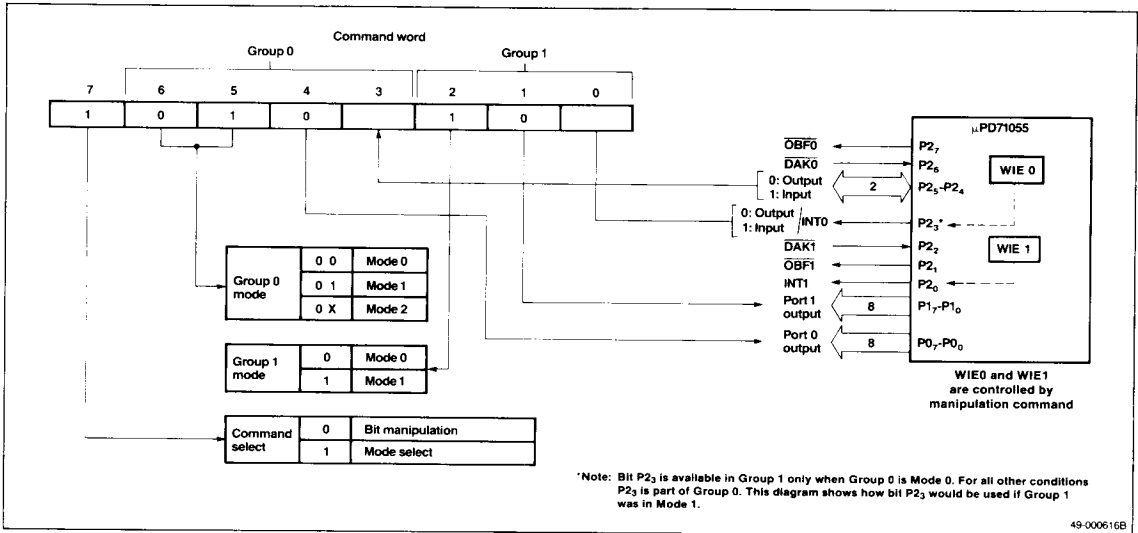 Command word
Group 0
Group 1
7 6 5 4 3 2 1 0
1 0 1 0 1 0
Group 0 mode
0 0 Mode 0
0 1 Mode 1
0 X Mode 2
Group 1 mode
0 Mode 0
1 Mode 1
Command select
0 Bit manipulation
1 Mode select
μPD71055
OBF0 P2₇
DAK0 P2₆
0: Output
1: Input
2 P2₅-P2₄
0: Output
1: Input /INT0 P2₃*
DAK1 P2₂
OBF1 P2₁
INT1 P2₀
Port 1 output 8 P1₇-P1₀
Port 0 output 8 P0₇-P0₀
WIE 0
WIE 1
WIE0 and WIE1
are controlled by
manipulation command
*Note: Bit P2₃ is available in Group 1 only when Group 0 is Mode 0. For all other conditions
P2₃ is part of Group 0. This diagram shows how bit P2₃ would be used if Group 1
was in Mode 1.
49-000616B